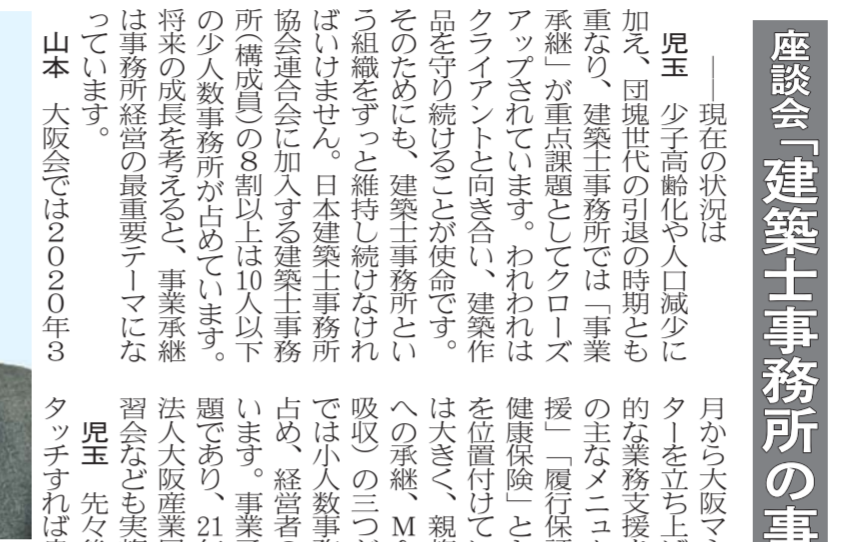 座談会「建築士事務所の事
――現在の状況は
児玉　少子高齢化や人口減少に
加え、団塊世代の引退の時期とも
重なり、建築士事務所では「事業
承継」が重点課題としてクローズ
アップされています。われわれは
クライアントと向き合い、建築作
品を守り続けることが使命です。
そのためにも、建築士事務所とい
う組織をずっと維持し続けなけれ
ばいけません。日本建築士事務所
協会連合会に加入する建築士事務
所(構成員)の8割以上は10人以下
の少人数事務所が占めています。
将来の成長を考えると、事業承継
は事務所経営の最重要テーマにな
っています。
山本　大阪会では2020年3
月から大阪マ
ターを立ち上げ
的な業務支援
の主なメニュ
援」「履行保
健康保険」と
を位置付けて
は大きく、親
への承継、M
吸収)の三つ
では小人数事
占め、経営者
います。事業
題であり、21
法人大阪産業
習会なども実
児玉　先々
タッチすれば